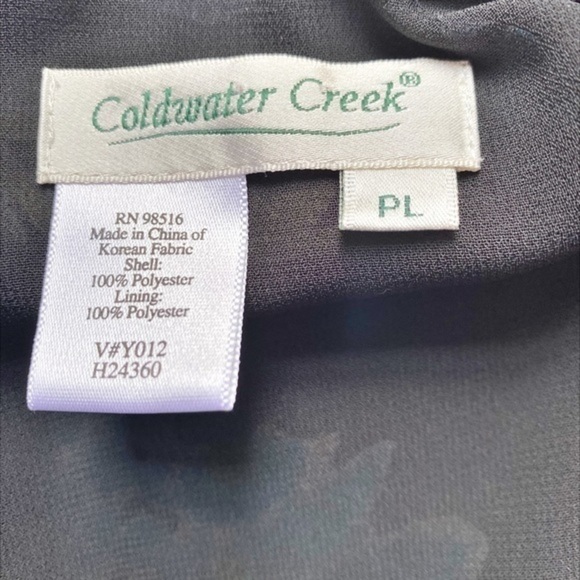 Coldwater Creek®
PL
RN 98516
Made in China of
Korean Fabric
Shell:
100% Polyester
Lining:
100% Polyester
V#Y012
H24360